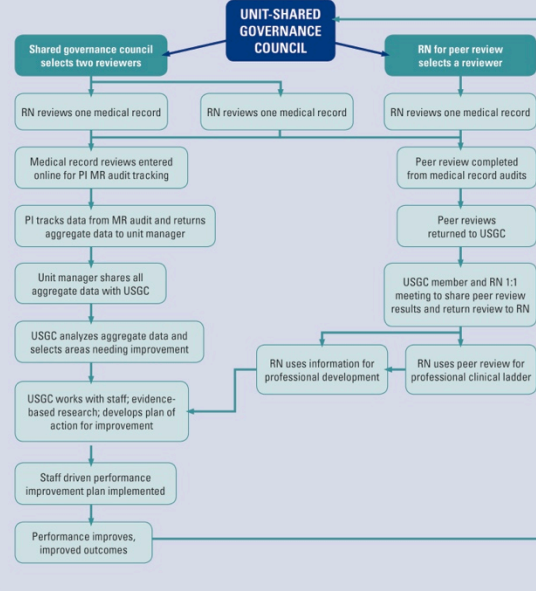 UNIT-SHARED
GOVERNANCE
COUNCIL
Shared governance council
selects two reviewers
RN for peer review
selects a reviewer
RN reviews one medical record
RN reviews one medical record
RN reviews one medical record
Medical record reviews entered
online for PI MR audit tracking
Peer review completed
from medical record audits
PI tracks data from MR audit and returns
aggregate data to unit manager
Peer reviews
returned to USGC
Unit manager shares all
aggregate data with USGC
USGC member and RN 1:1
meeting to share peer review
results and return review to RN
USGC analyzes aggregate data and
selects areas needing improvement
RN uses information for
professional development
RN uses peer review for
professional clinical ladder
USGC works with staff; evidence-
based research; develops plan of
action for improvement
Staff driven performance
improvement plan implemented
Performance improves,
improved outcomes